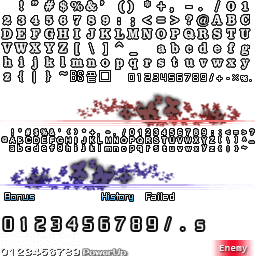 ! " # $ % & ' ( ) * + , - . / 0 1
2 3 4 5 6 7 8 9 : ; < = > ? @ A B C
D E F G H I J K L M N O P Q R S T U
V W X Y Z [ \ ] ^ _ a b c d e f g
h i j k l m n o p q r s t u v w x y
z { | } ~ BS 끝 □ 0123456789/+-×%.
! " # $ % & ' ( ) * + , - . / 0 1 2 3 4 5 6 7 8 9 : ; < = > ?
@ A B C D E F G H I J K L M N O P Q R S T U V W X Y Z [ \ ] ^ _
a b c d e f g h i j k l m n o p q r s t u v w x y z { | } ~
Bonus History Failed
0123456789/.s
Enemy
0123456789 PowerUp